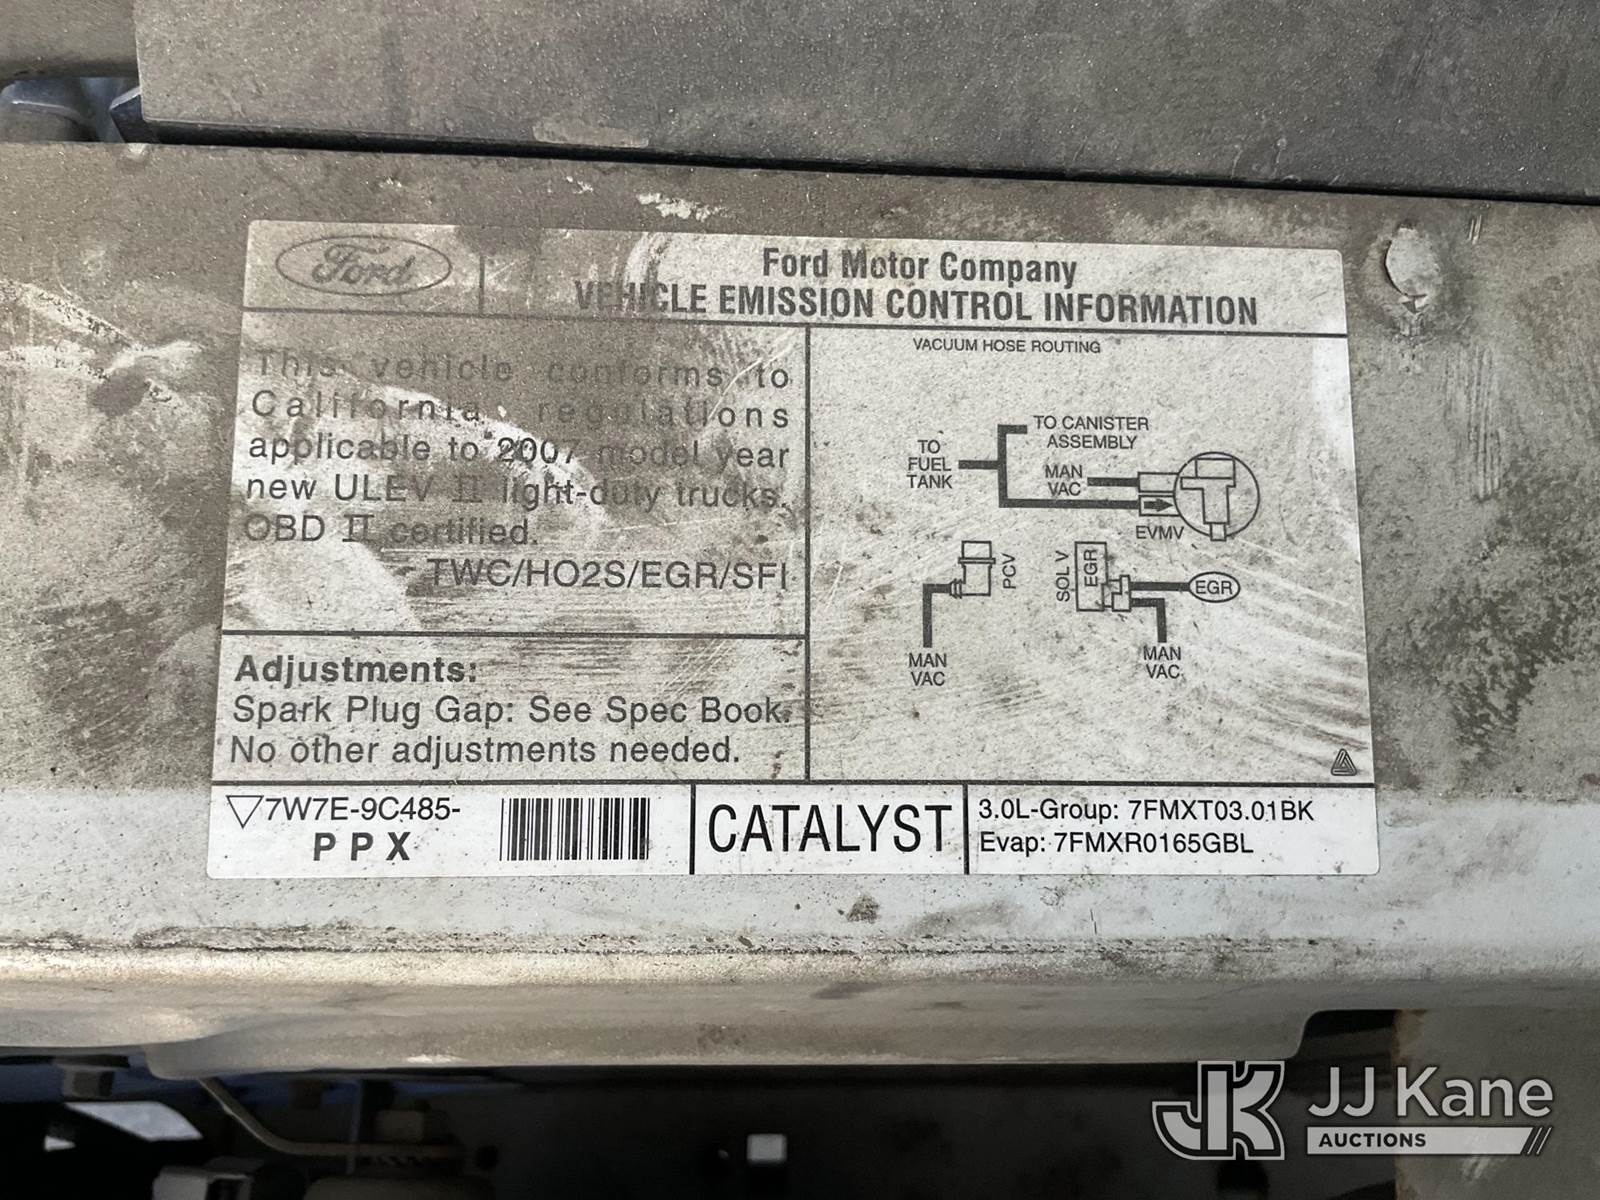 Ford
Ford Motor Company
VEHICLE EMISSION CONTROL INFORMATION
This vehicle conforms to
California regulations
applicable to 2007 model year
new ULEV II light-duty trucks.
OBD II certified.
TWC/HO2S/EGR/SFI
Adjustments:
Spark Plug Gap: See Spec Book.
No other adjustments needed.
VACUUM HOSE ROUTING
TO CANISTER
ASSEMBLY
TO
FUEL
TANK
MAN
VAC
EVMV
PCV
SOL V
EGR
EGR
MAN
VAC
MAN
VAC
7W7E-9C485-
PPX
CATALYST
3.0L-Group: 7FMXT03.01BK
Evap: 7FMXR0165GBL
JK
JJ Kane
AUCTIONS